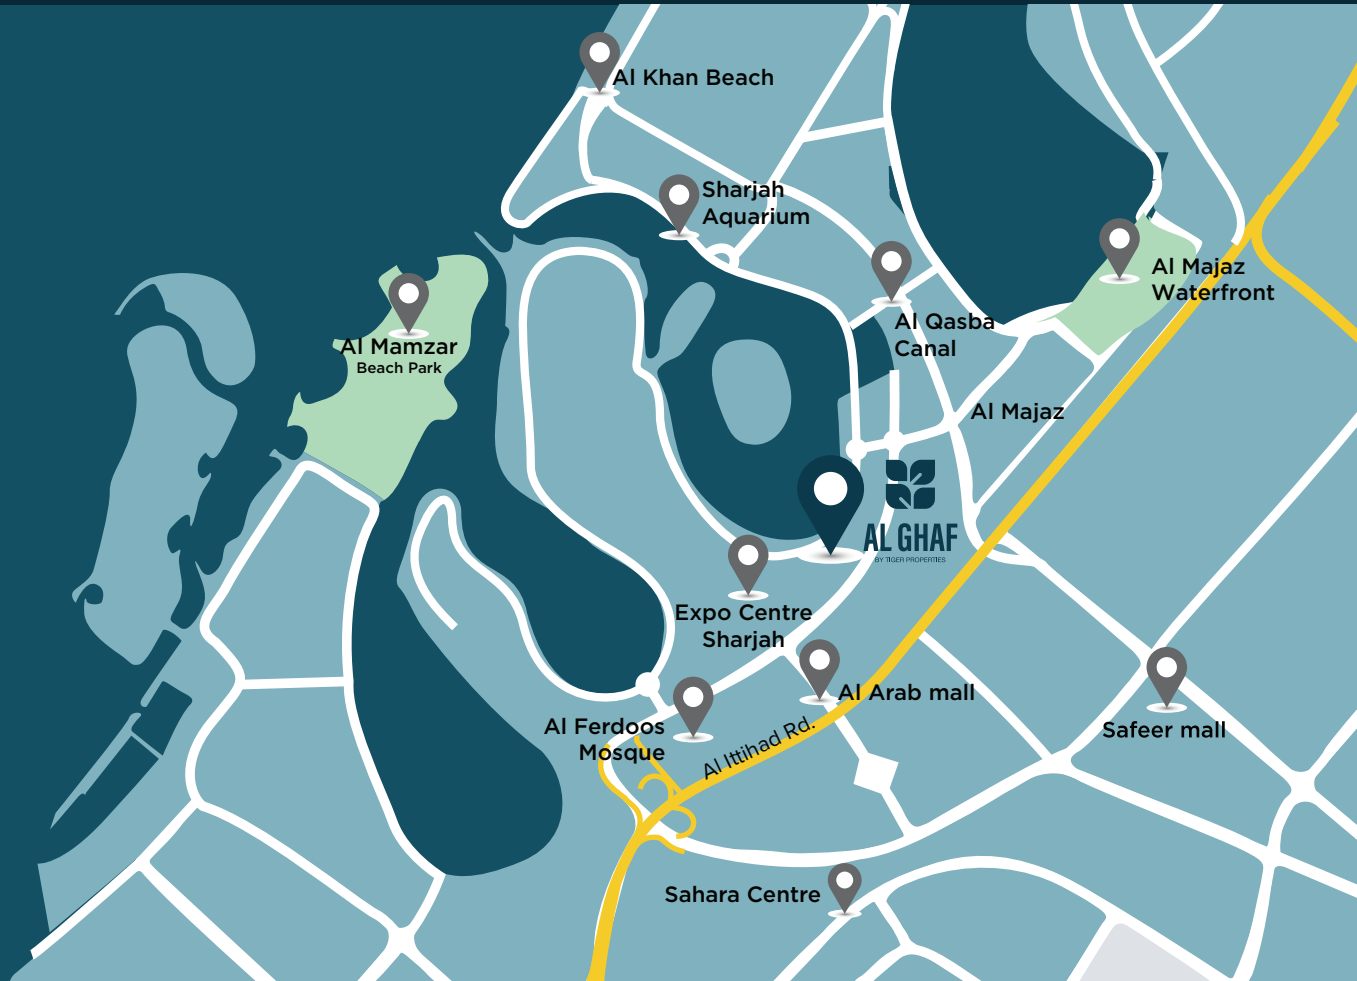 Al Khan Beach
Sharjah
Aquarium
Al Majaz
Waterfront
Al Qasba
Canal
Al Mamzar
Beach Park
Al Majaz
AL GHAF
BY TIGER PROPERTIES
Expo Centre
Sharjah
Al Arab mall
Al Ferdoos
Mosque
Al Ittihad Rd.
Safeer mall
Sahara Centre